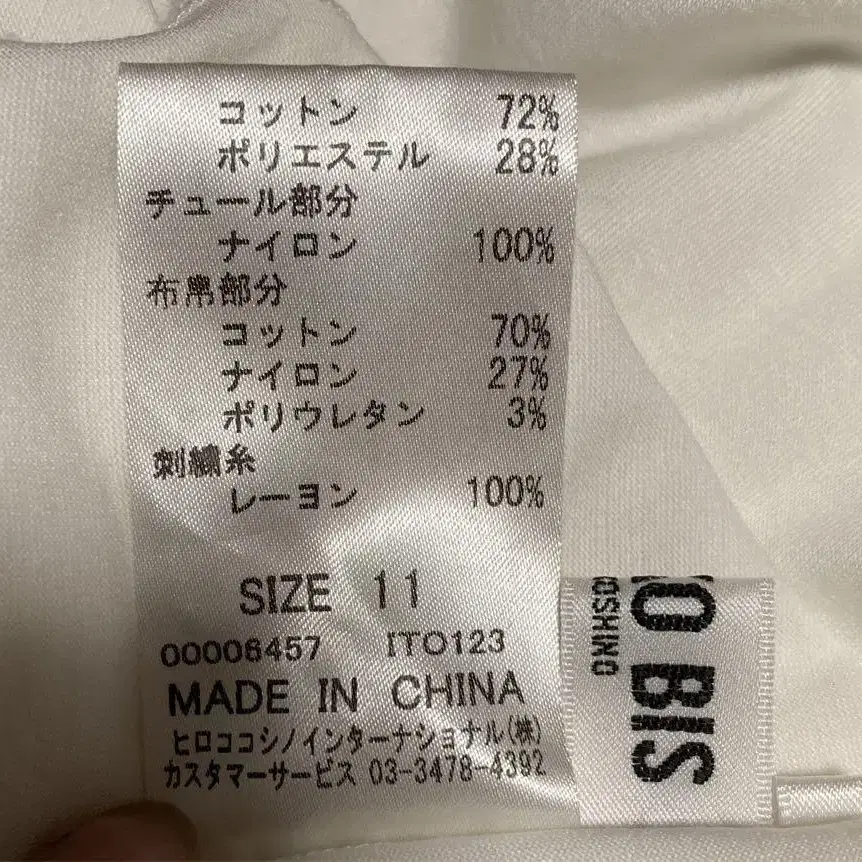 コットン 72%
ポリエステル 28%
チュール部分
ナイロン 100%
布帛部分
コットン 70%
ナイロン 27%
ポリウレタン 3%
刺繍糸
レーヨン 100%
SIZE 11
00006457 ITO123
MADE IN CHINA
ヒロココシノインターナショナル(株)
カスタマーサービス 03-3478-4392
KO BIS
OSHINO